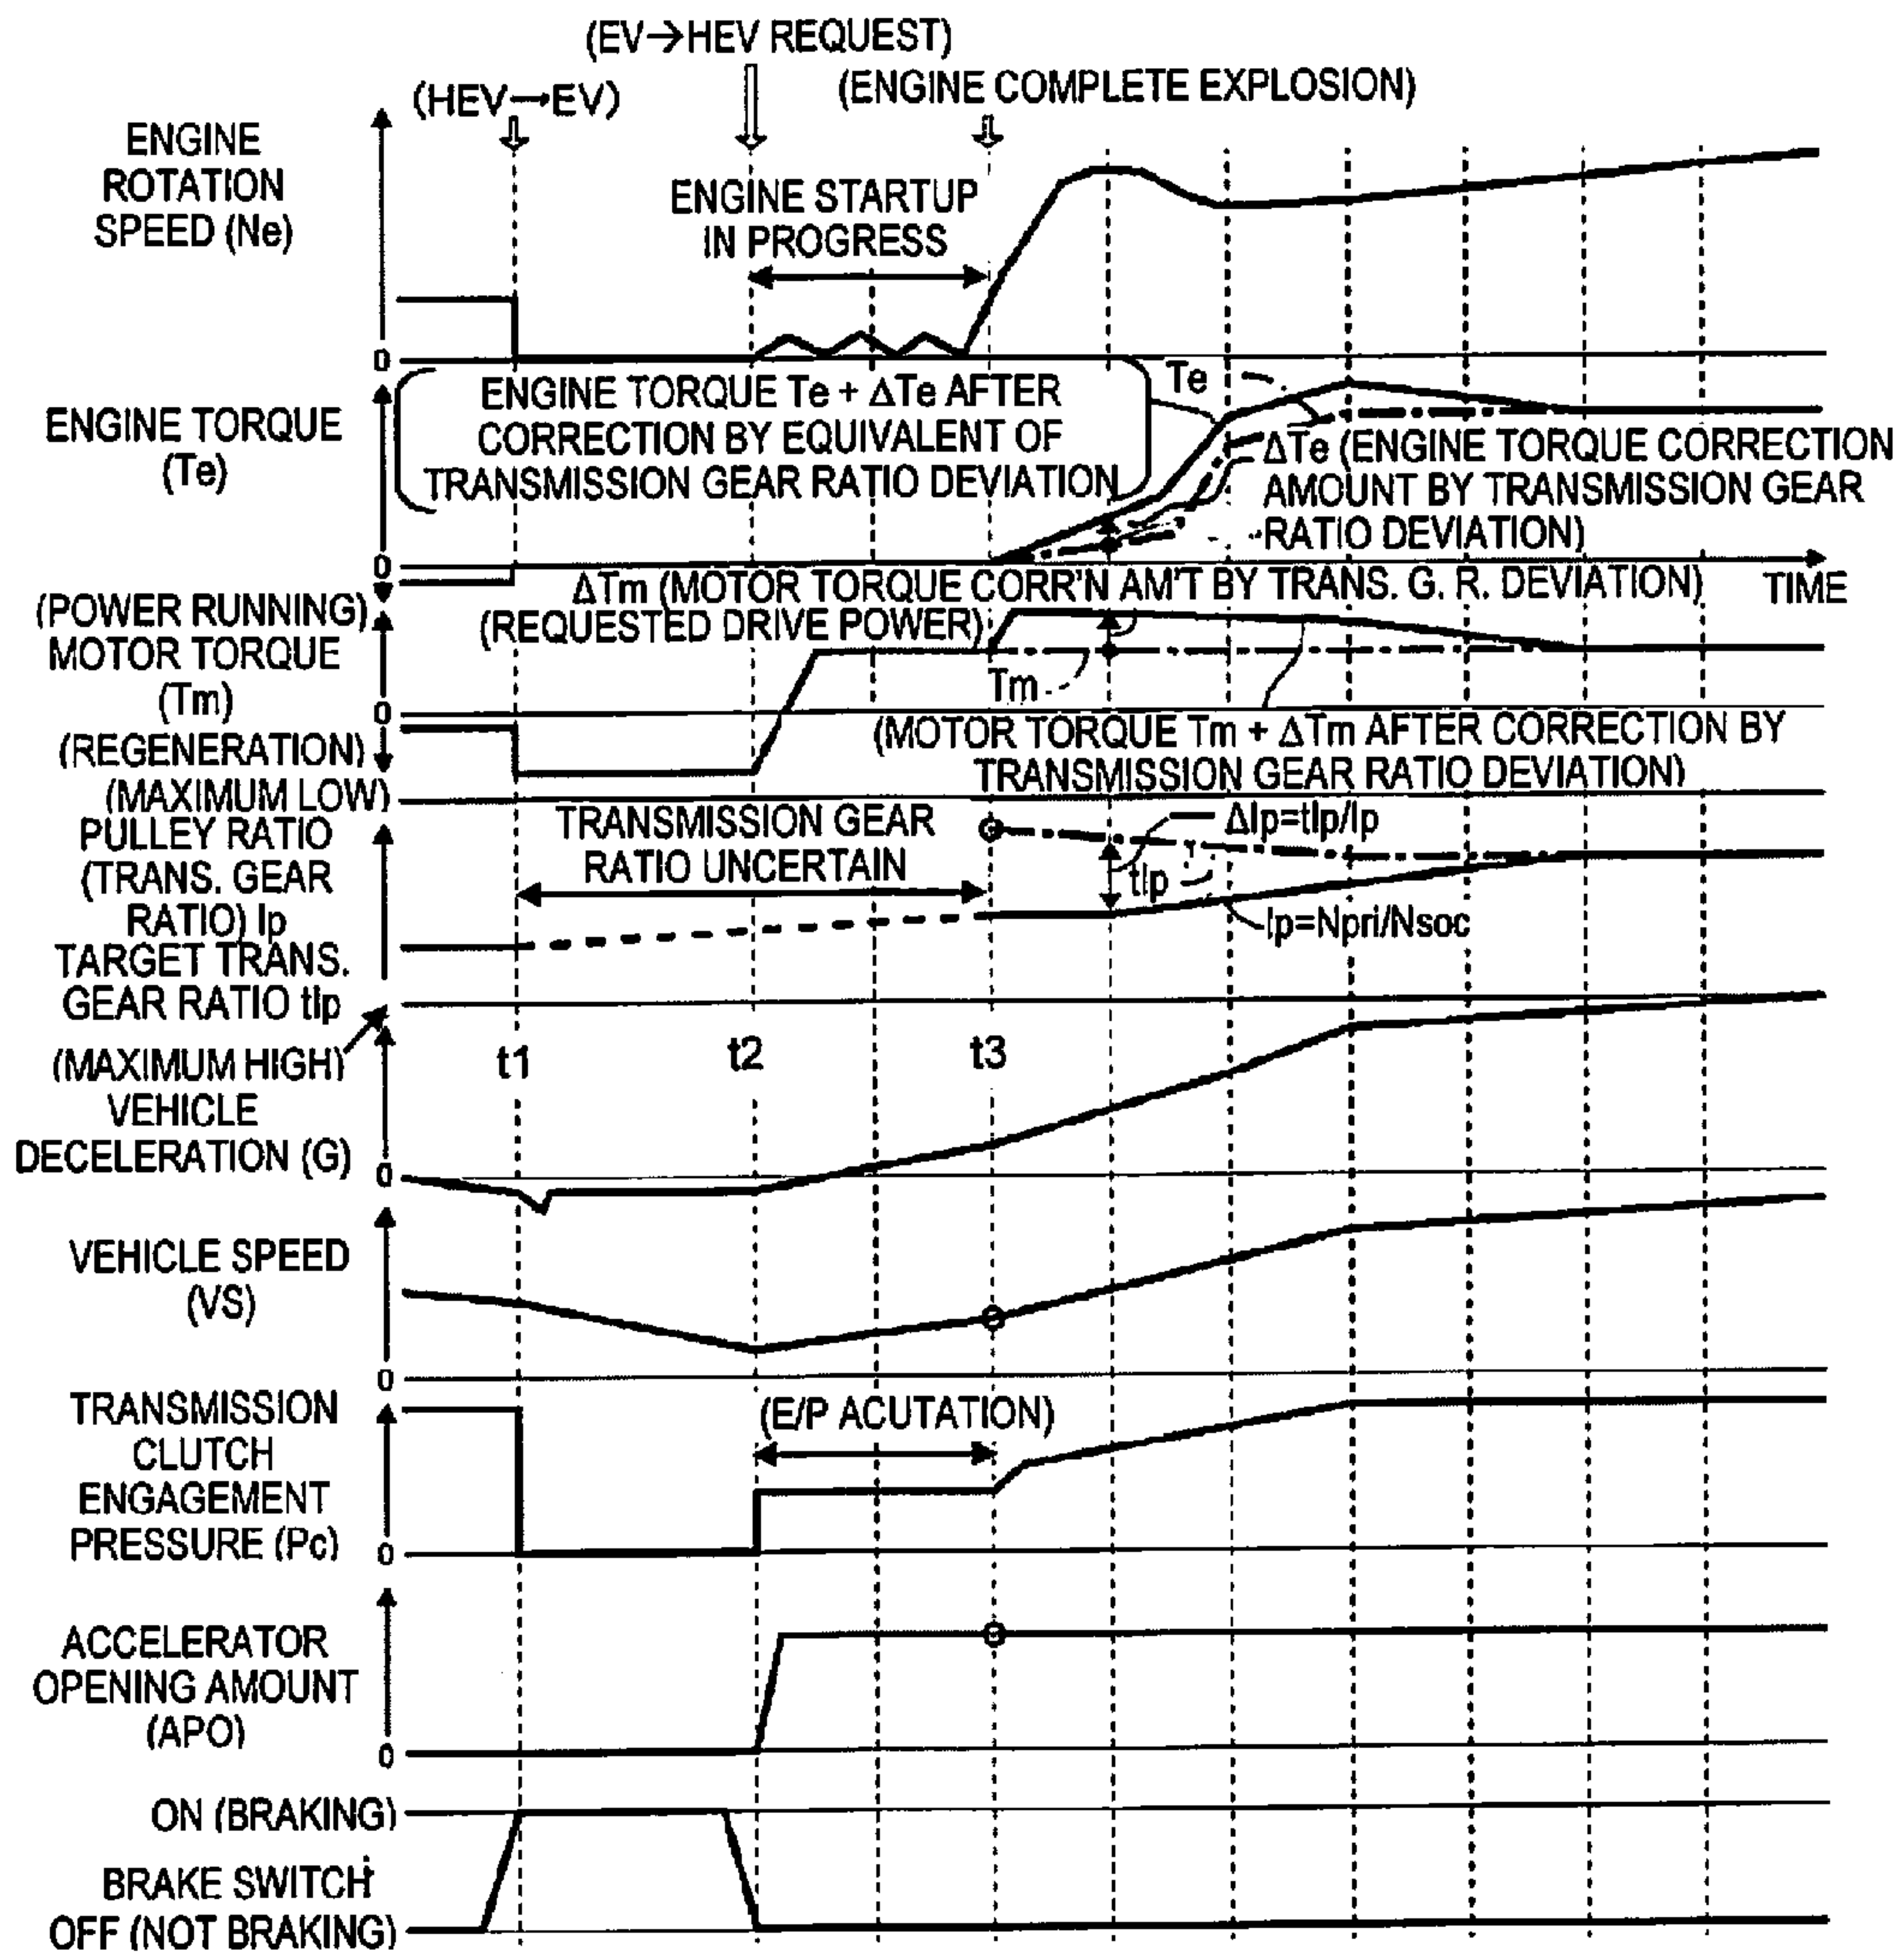 (EV→HEV REQUEST)
(HEV→EV)
(ENGINE COMPLETE EXPLOSION)
ENGINE
ROTATION
SPEED (Ne)
ENGINE STARTUP
IN PROGRESS
0
ENGINE TORQUE
(Te)
ENGINE TORQUE Te + ΔTe AFTER
CORRECTION BY EQUIVALENT OF
TRANSMISSION GEAR RATIO DEVIATION
Te
ΔTe (ENGINE TORQUE CORRECTION
AMOUNT BY TRANSMISSION GEAR
RATIO DEVIATION)
0
TIME
ΔTm (MOTOR TORQUE CORR'N AM'T BY TRANS. G. R. DEVIATION)
(POWER RUNNING)
MOTOR TORQUE
(Tm)
(REQUESTED DRIVE POWER)
Tm
0
(REGENERATION)
(MOTOR TORQUE Tm + ΔTm AFTER CORRECTION BY
TRANSMISSION GEAR RATIO DEVIATION)
(MAXIMUM LOW)
PULLEY RATIO
(TRANS. GEAR
RATIO) Ip
TARGET TRANS.
GEAR RATIO tIp
TRANSMISSION GEAR
RATIO UNCERTAIN
ΔIp=tIp/Ip
tIp
Ip=Npri/Nsoc
(MAXIMUM HIGH)
t1
t2
t3
VEHICLE
DECELERATION (G)
0
VEHICLE SPEED
(VS)
0
TRANSMISSION
CLUTCH
ENGAGEMENT
PRESSURE (Pc)
(E/P ACUTATION)
0
ACCELERATOR
OPENING AMOUNT
(APO)
0
ON (BRAKING)
BRAKE SWITCH
OFF (NOT BRAKING)